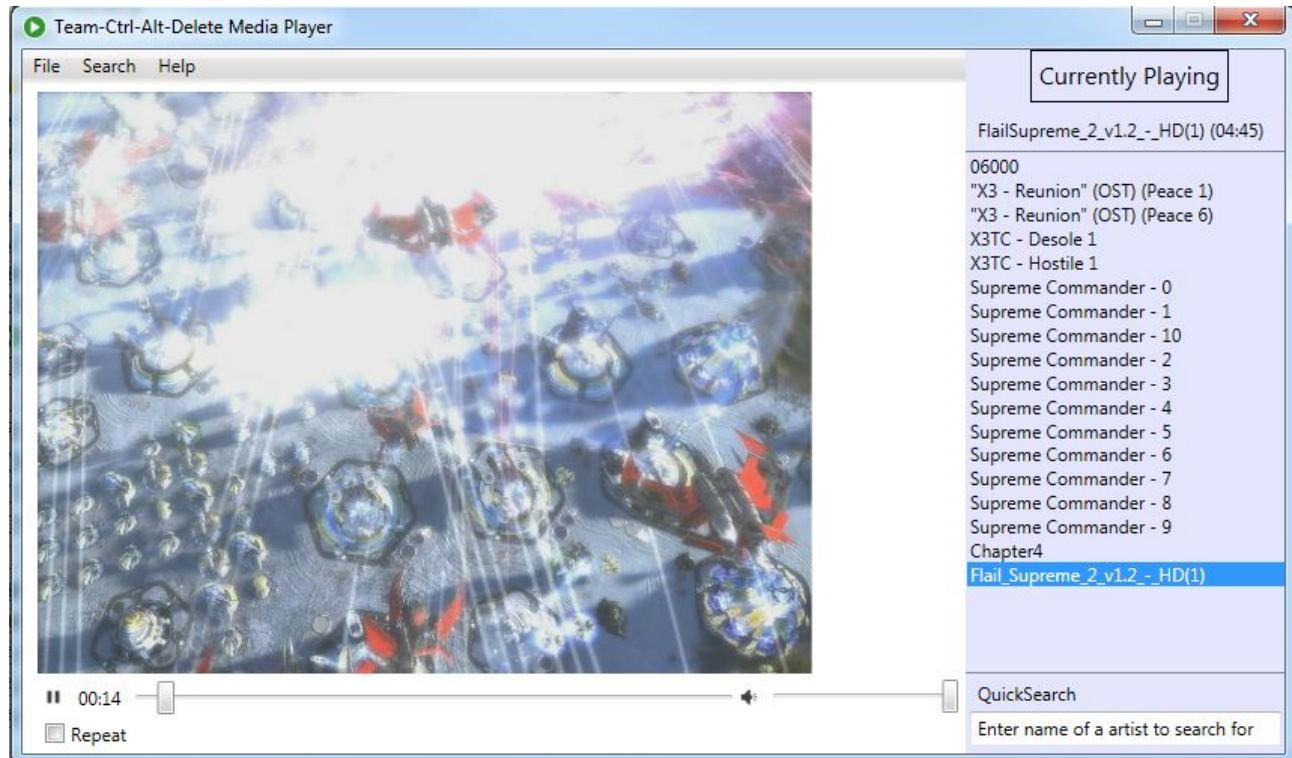 Team-Ctrl-Alt-Delete Media Player
File Search Help
Currently Playing
FlailSupreme_2_v1.2_-_HD(1) (04:45)
06000
"X3 - Reunion" (OST) (Peace 1)
"X3 - Reunion" (OST) (Peace 6)
X3TC - Desole 1
X3TC - Hostile 1
Supreme Commander - 0
Supreme Commander - 1
Supreme Commander - 10
Supreme Commander - 2
Supreme Commander - 3
Supreme Commander - 4
Supreme Commander - 5
Supreme Commander - 6
Supreme Commander - 7
Supreme Commander - 8
Supreme Commander - 9
Chapter4
Flail_Supreme_2_v1.2_-_HD(1)
00:14
Repeat
QuickSearch
Enter name of a artist to search for